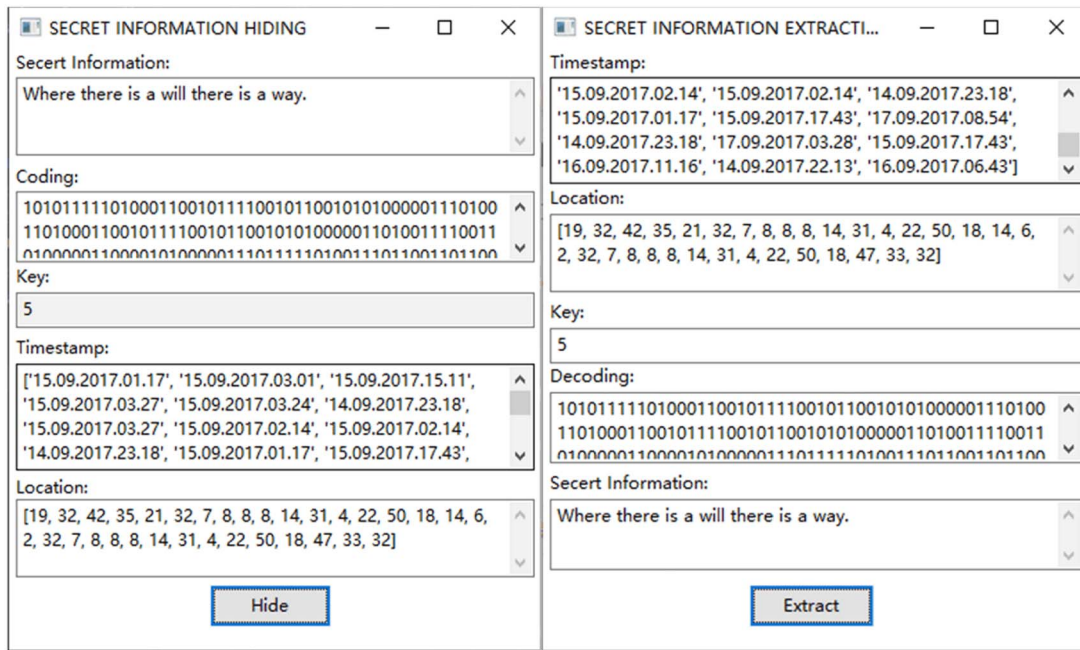 SECRET INFORMATION HIDING
Secert Information:
Where there is a will there is a way.
Coding:
1010111110100011001011110010110010101000001110100
1101000110010111100101100101010000011010011110011
0100000110000101000001110111110100111011001101100
Key:
5
Timestamp:
['15.09.2017.01.17', '15.09.2017.03.01', '15.09.2017.15.11',
'15.09.2017.03.27', '15.09.2017.03.24', '14.09.2017.23.18',
'15.09.2017.03.27', '15.09.2017.02.14', '15.09.2017.02.14',
'14.09.2017.23.18', '15.09.2017.01.17', '15.09.2017.17.43',
Location:
[19, 32, 42, 35, 21, 32, 7, 8, 8, 8, 14, 31, 4, 22, 50, 18, 14, 6,
2, 32, 7, 8, 8, 8, 14, 31, 4, 22, 50, 18, 47, 33, 32]
Hide
SECRET INFORMATION EXTRACTI...
Timestamp:
'15.09.2017.02.14', '15.09.2017.02.14', '14.09.2017.23.18',
'15.09.2017.01.17', '15.09.2017.17.43', '17.09.2017.08.54',
'14.09.2017.23.18', '17.09.2017.03.28', '15.09.2017.17.43',
'16.09.2017.11.16', '14.09.2017.22.13', '16.09.2017.06.43']
Location:
[19, 32, 42, 35, 21, 32, 7, 8, 8, 8, 14, 31, 4, 22, 50, 18, 14, 6,
2, 32, 7, 8, 8, 8, 14, 31, 4, 22, 50, 18, 47, 33, 32]
Key:
5
Decoding:
1010111110100011001011110010110010101000001110100
1101000110010111100101100101010000011010011110011
0100000110000101000001110111110100111011001101100
Secert Information:
Where there is a will there is a way.
Extract